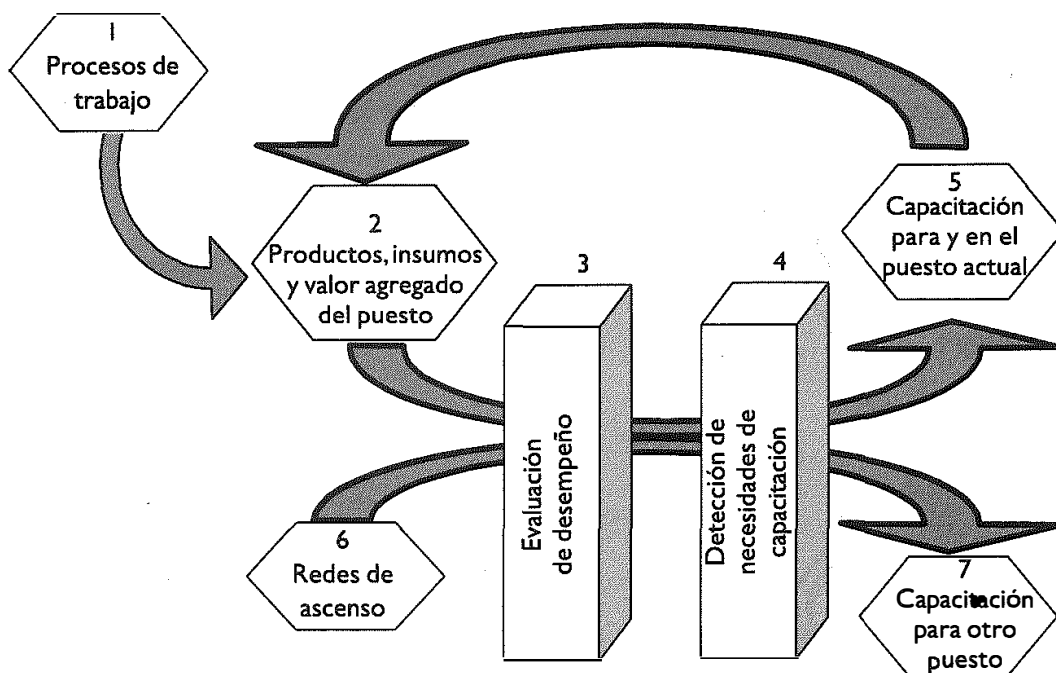 1
Procesos de
trabajo
2
Productos, insumos
y valor agregado
del puesto
3
Evaluación
de desempeño
4
Detección de
necesidades de
capacitación
5
Capacitación
para y en el
puesto actual
6
Redes de
ascenso
7
Capacitación
para otro
puesto